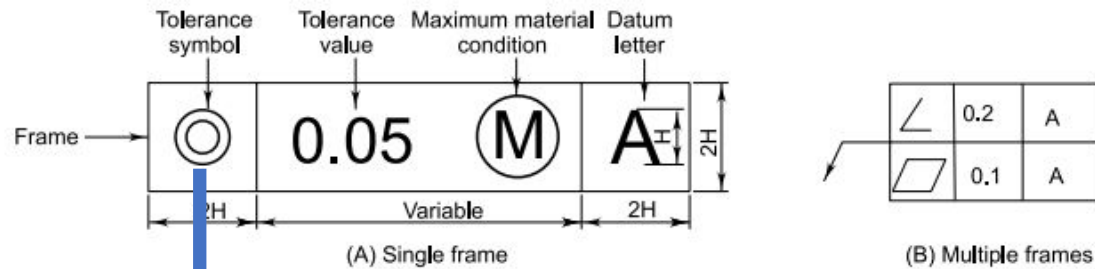 Tolerance symbol
Tolerance value
Maximum material condition
Datum letter
Frame
0.05 M A
H
2H
2H
Variable
2H
(A) Single frame
0.2 A
0.1 A
(B) Multiple frames